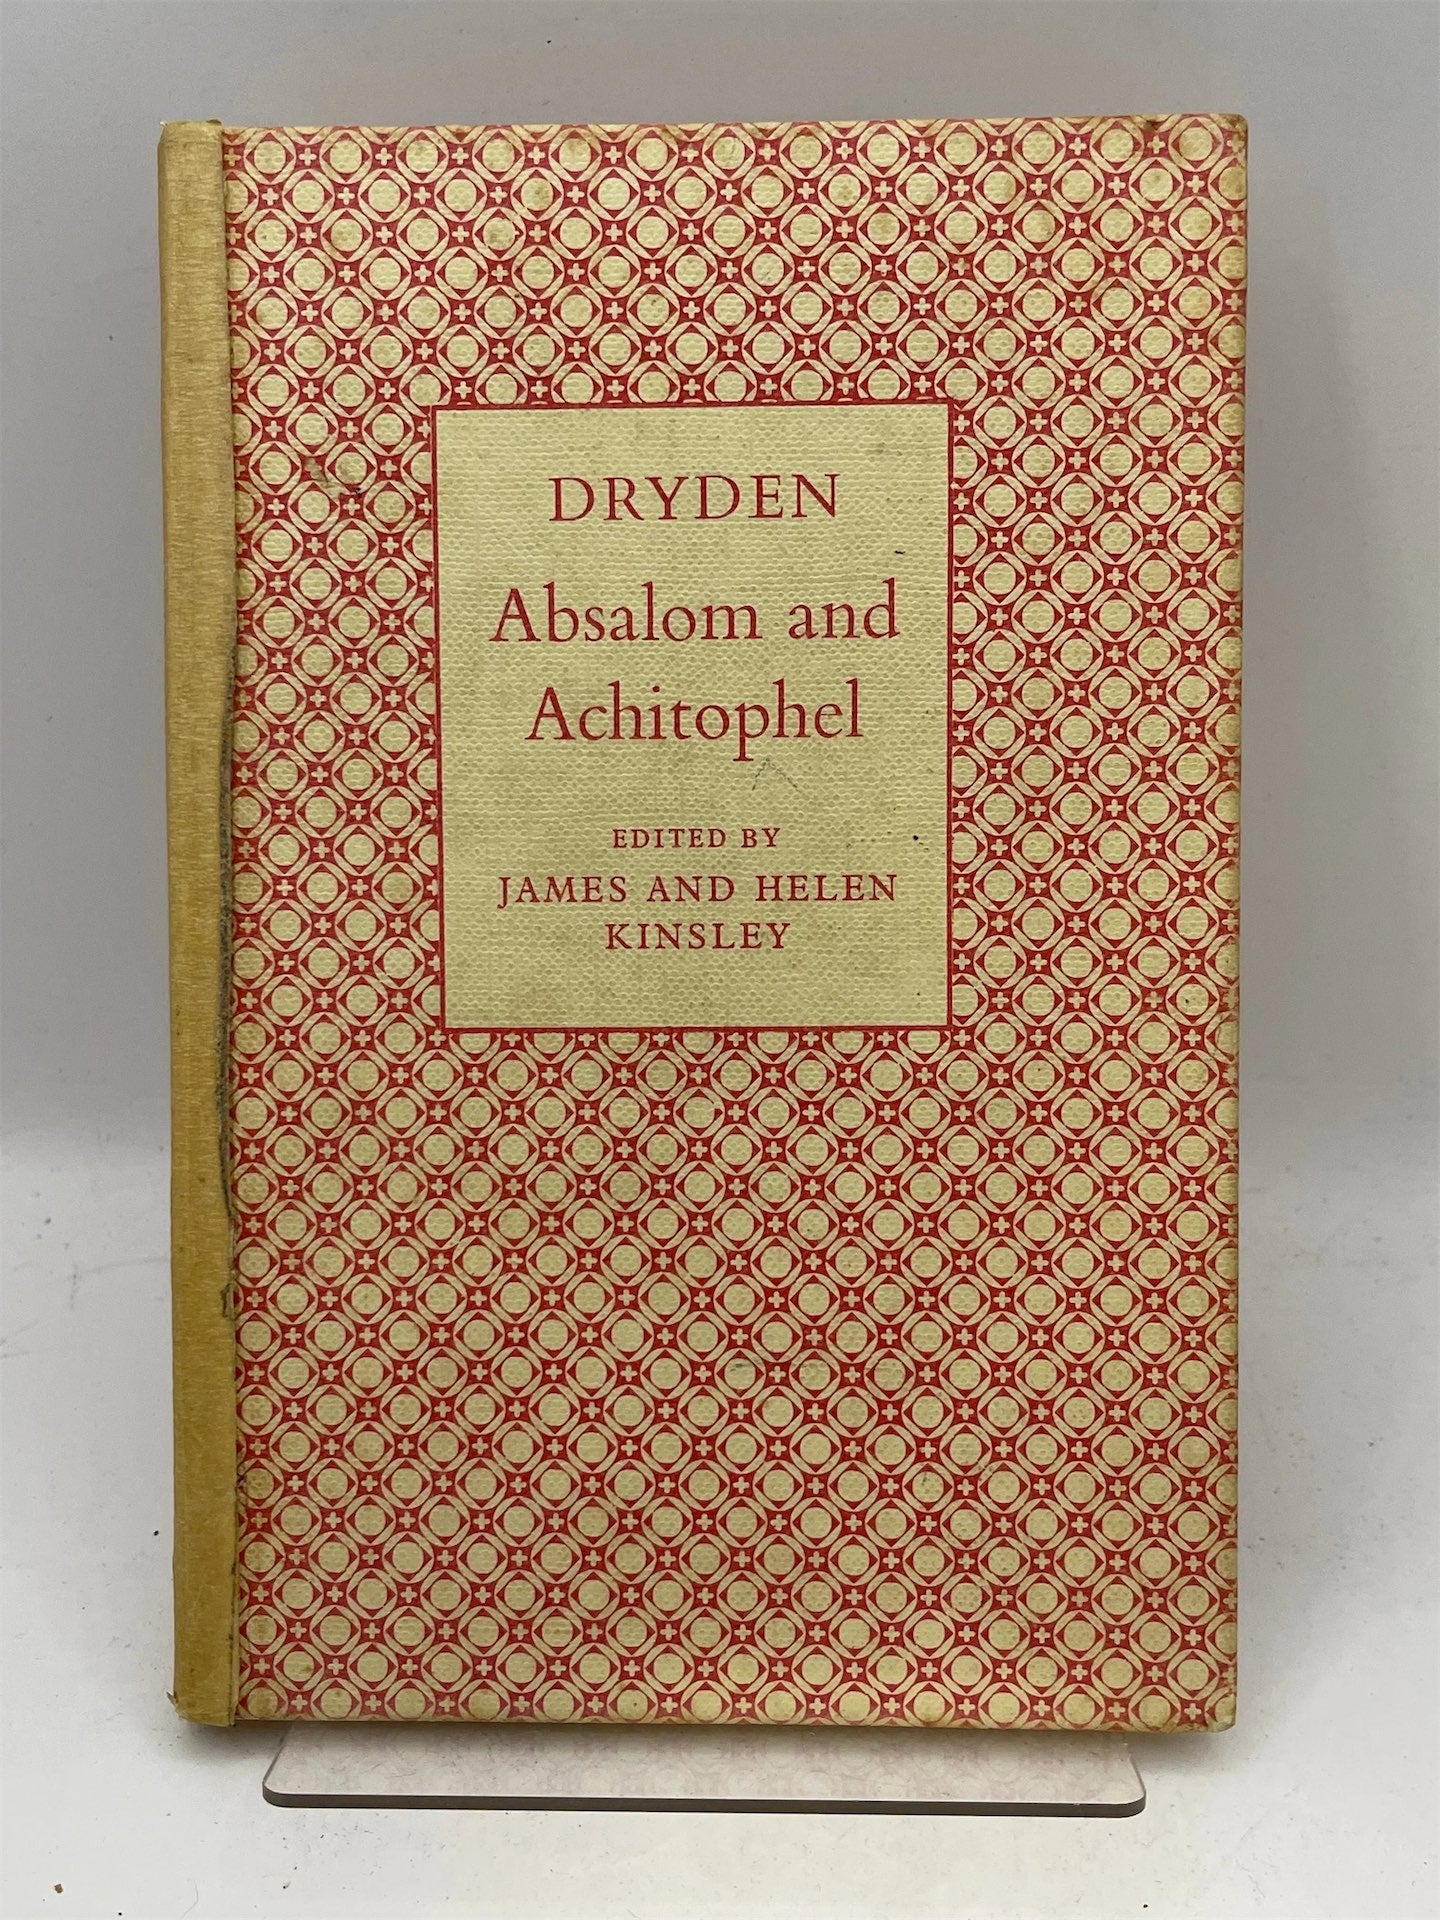 DRYDEN
Absalom and
Achitophel
EDITED BY
JAMES AND HELEN
KINSLEY